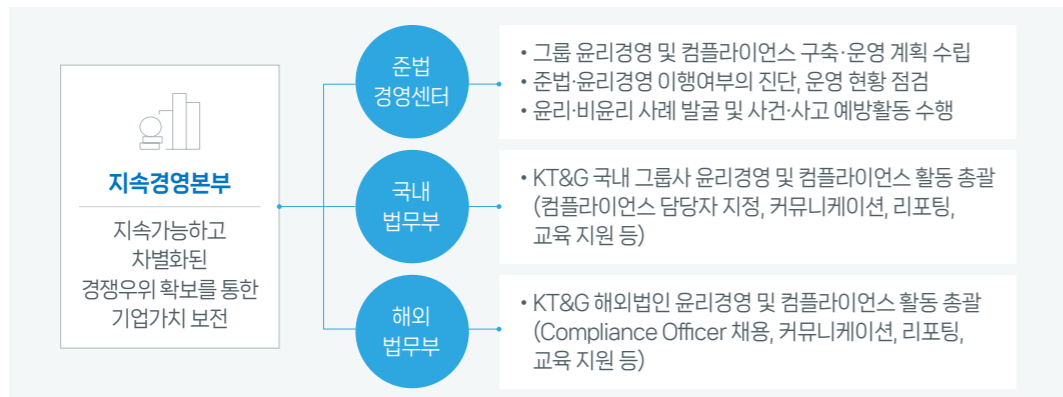 지속경영본부
지속가능하고
차별화된
경쟁우위 확보를 통한
기업가치 보전
준법
경영센터
• 그룹 윤리경영 및 컴플라이언스 구축·운영 계획 수립
• 준법·윤리경영 이행여부의 진단, 운영 현황 점검
• 윤리·비윤리 사례 발굴 및 사건·사고 예방활동 수행
국내
법무부
• KT&G 국내 그룹사 윤리경영 및 컴플라이언스 활동 총괄
(컴플라이언스 담당자 지정, 커뮤니케이션, 리포팅,
교육 지원 등)
해외
법무부
• KT&G 해외법인 윤리경영 및 컴플라이언스 활동 총괄
(Compliance Officer 채용, 커뮤니케이션, 리포팅,
교육 지원 등)